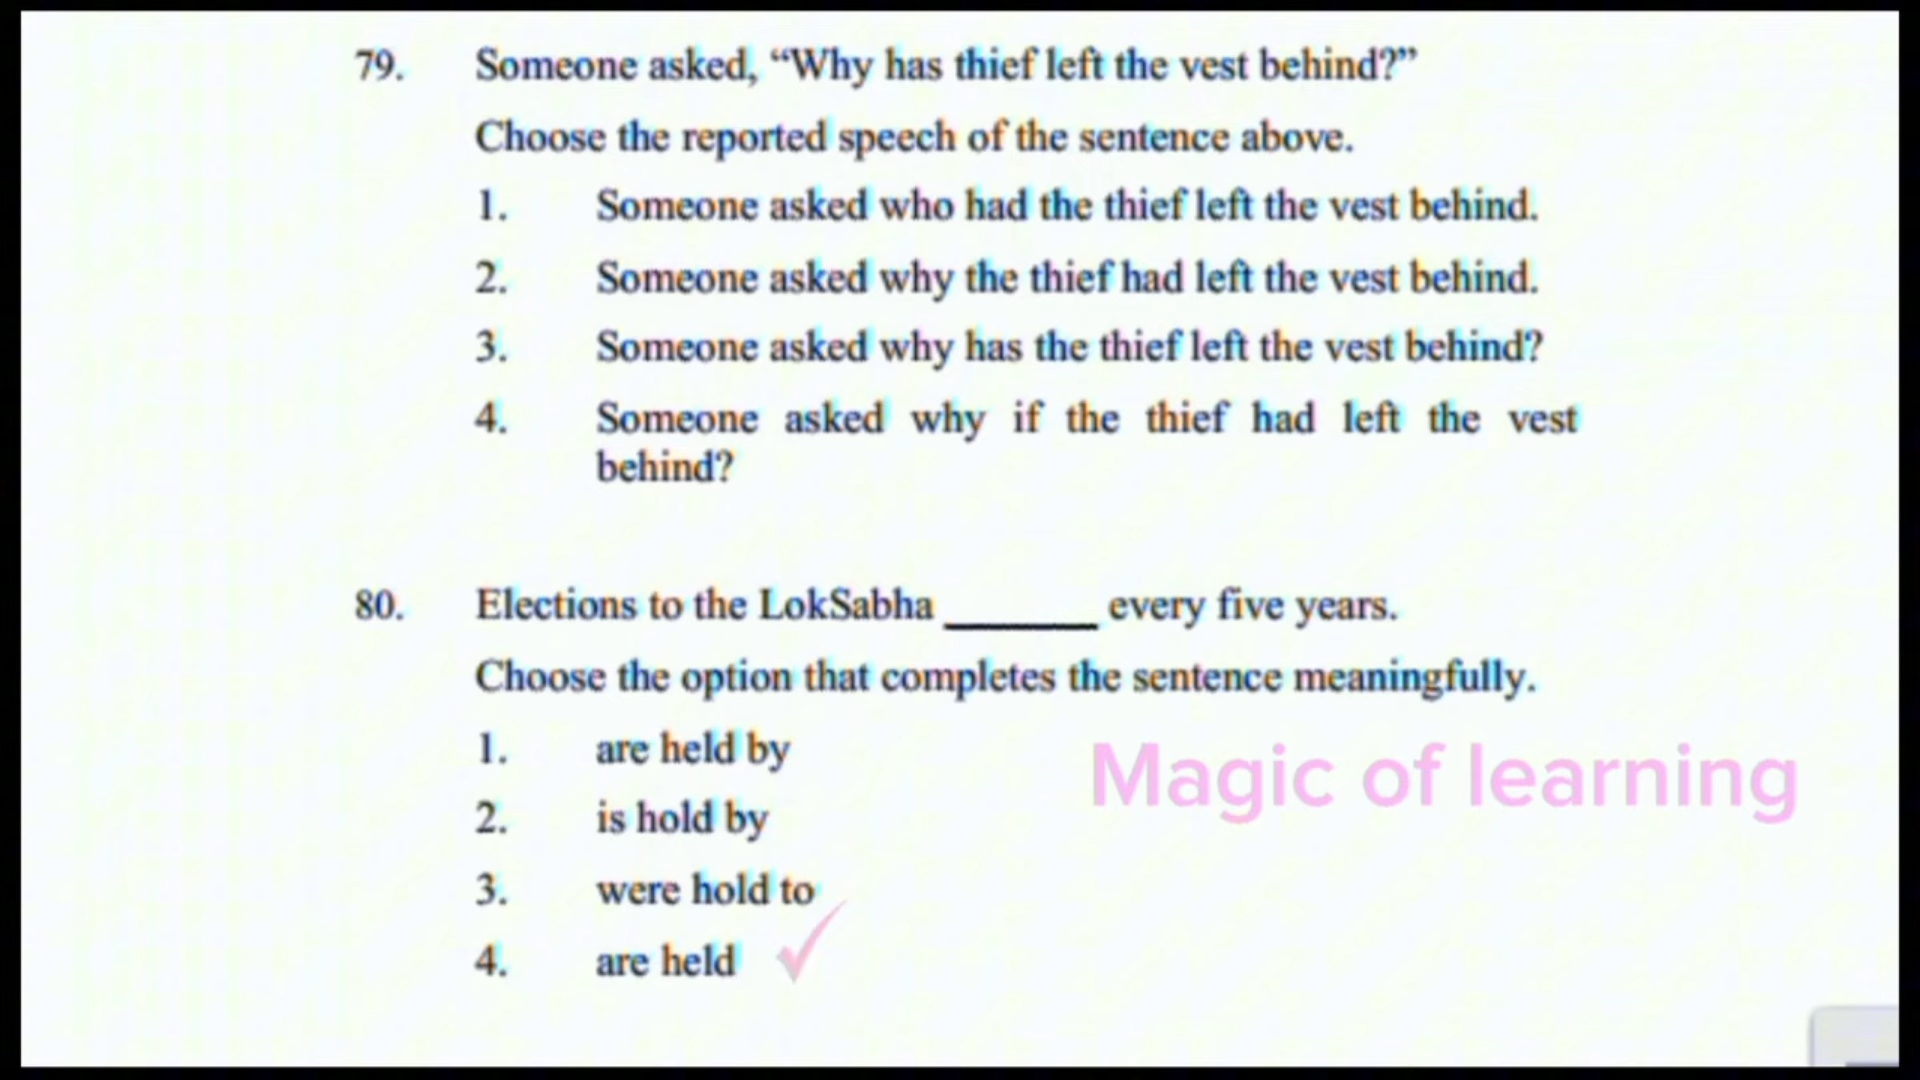 79. Someone asked, “Why has thief left the vest behind?”
Choose the reported speech of the sentence above.
1. Someone asked who had the thief left the vest behind.
2. Someone asked why the thief had left the vest behind.
3. Someone asked why has the thief left the vest behind?
4. Someone asked why if the thief had left the vest
behind?
80. Elections to the LokSabha ______ every five years.
Choose the option that completes the sentence meaningfully.
1. are held by
Magic of learning
2. is hold by
3. were hold to
4. are held